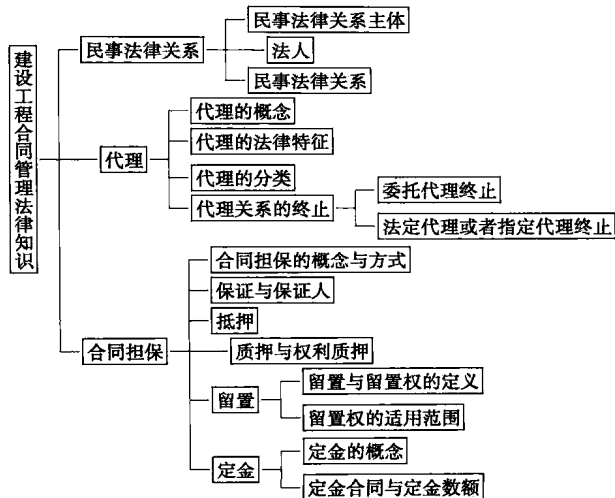 建设工程合同管理法律知识
民事法律关系
民事法律关系主体
法人
民事法律关系
代理
代理的概念
代理的法律特征
代理的分类
代理关系的终止
委托代理终止
法定代理或者指定代理终止
合同担保
合同担保的概念与方式
保证与保证人
抵押
质押与权利质押
留置
留置与留置权的定义
留置权的适用范围
定金
定金的概念
定金合同与定金数额